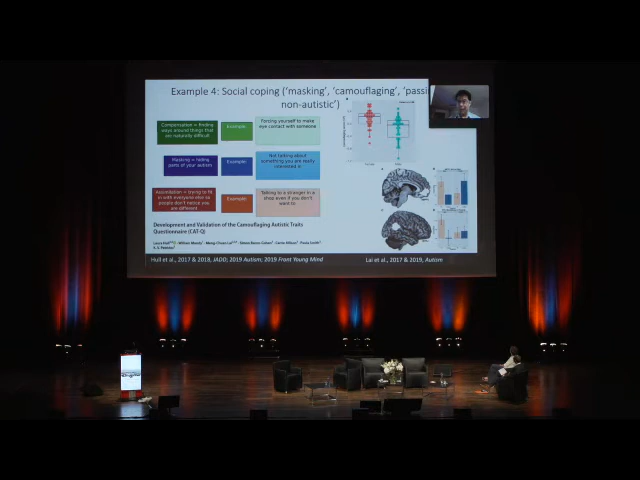 Example 4: Social coping ('masking', 'camouflaging', 'passi
non-autistic')
Compensation = finding
ways around things that
are naturally difficult
Example
Forcing yourself to make
eye contact with someone
Masking = hiding
parts of your autism
Example
Not talking about
something you are really
interested in
Assimilation = trying to fit
in with everyone else so
people don't notice you
are different
Example
Talking to a stranger in a
shop even if you don't
want to
Development and Validation of the Camouflaging Autistic Traits
Questionnaire (CAT-Q)
Hull et al., 2017 & 2019, JADD; 2019 Autism; 2019 Front Young Mind
Lai et al., 2017 & 2019, Autism